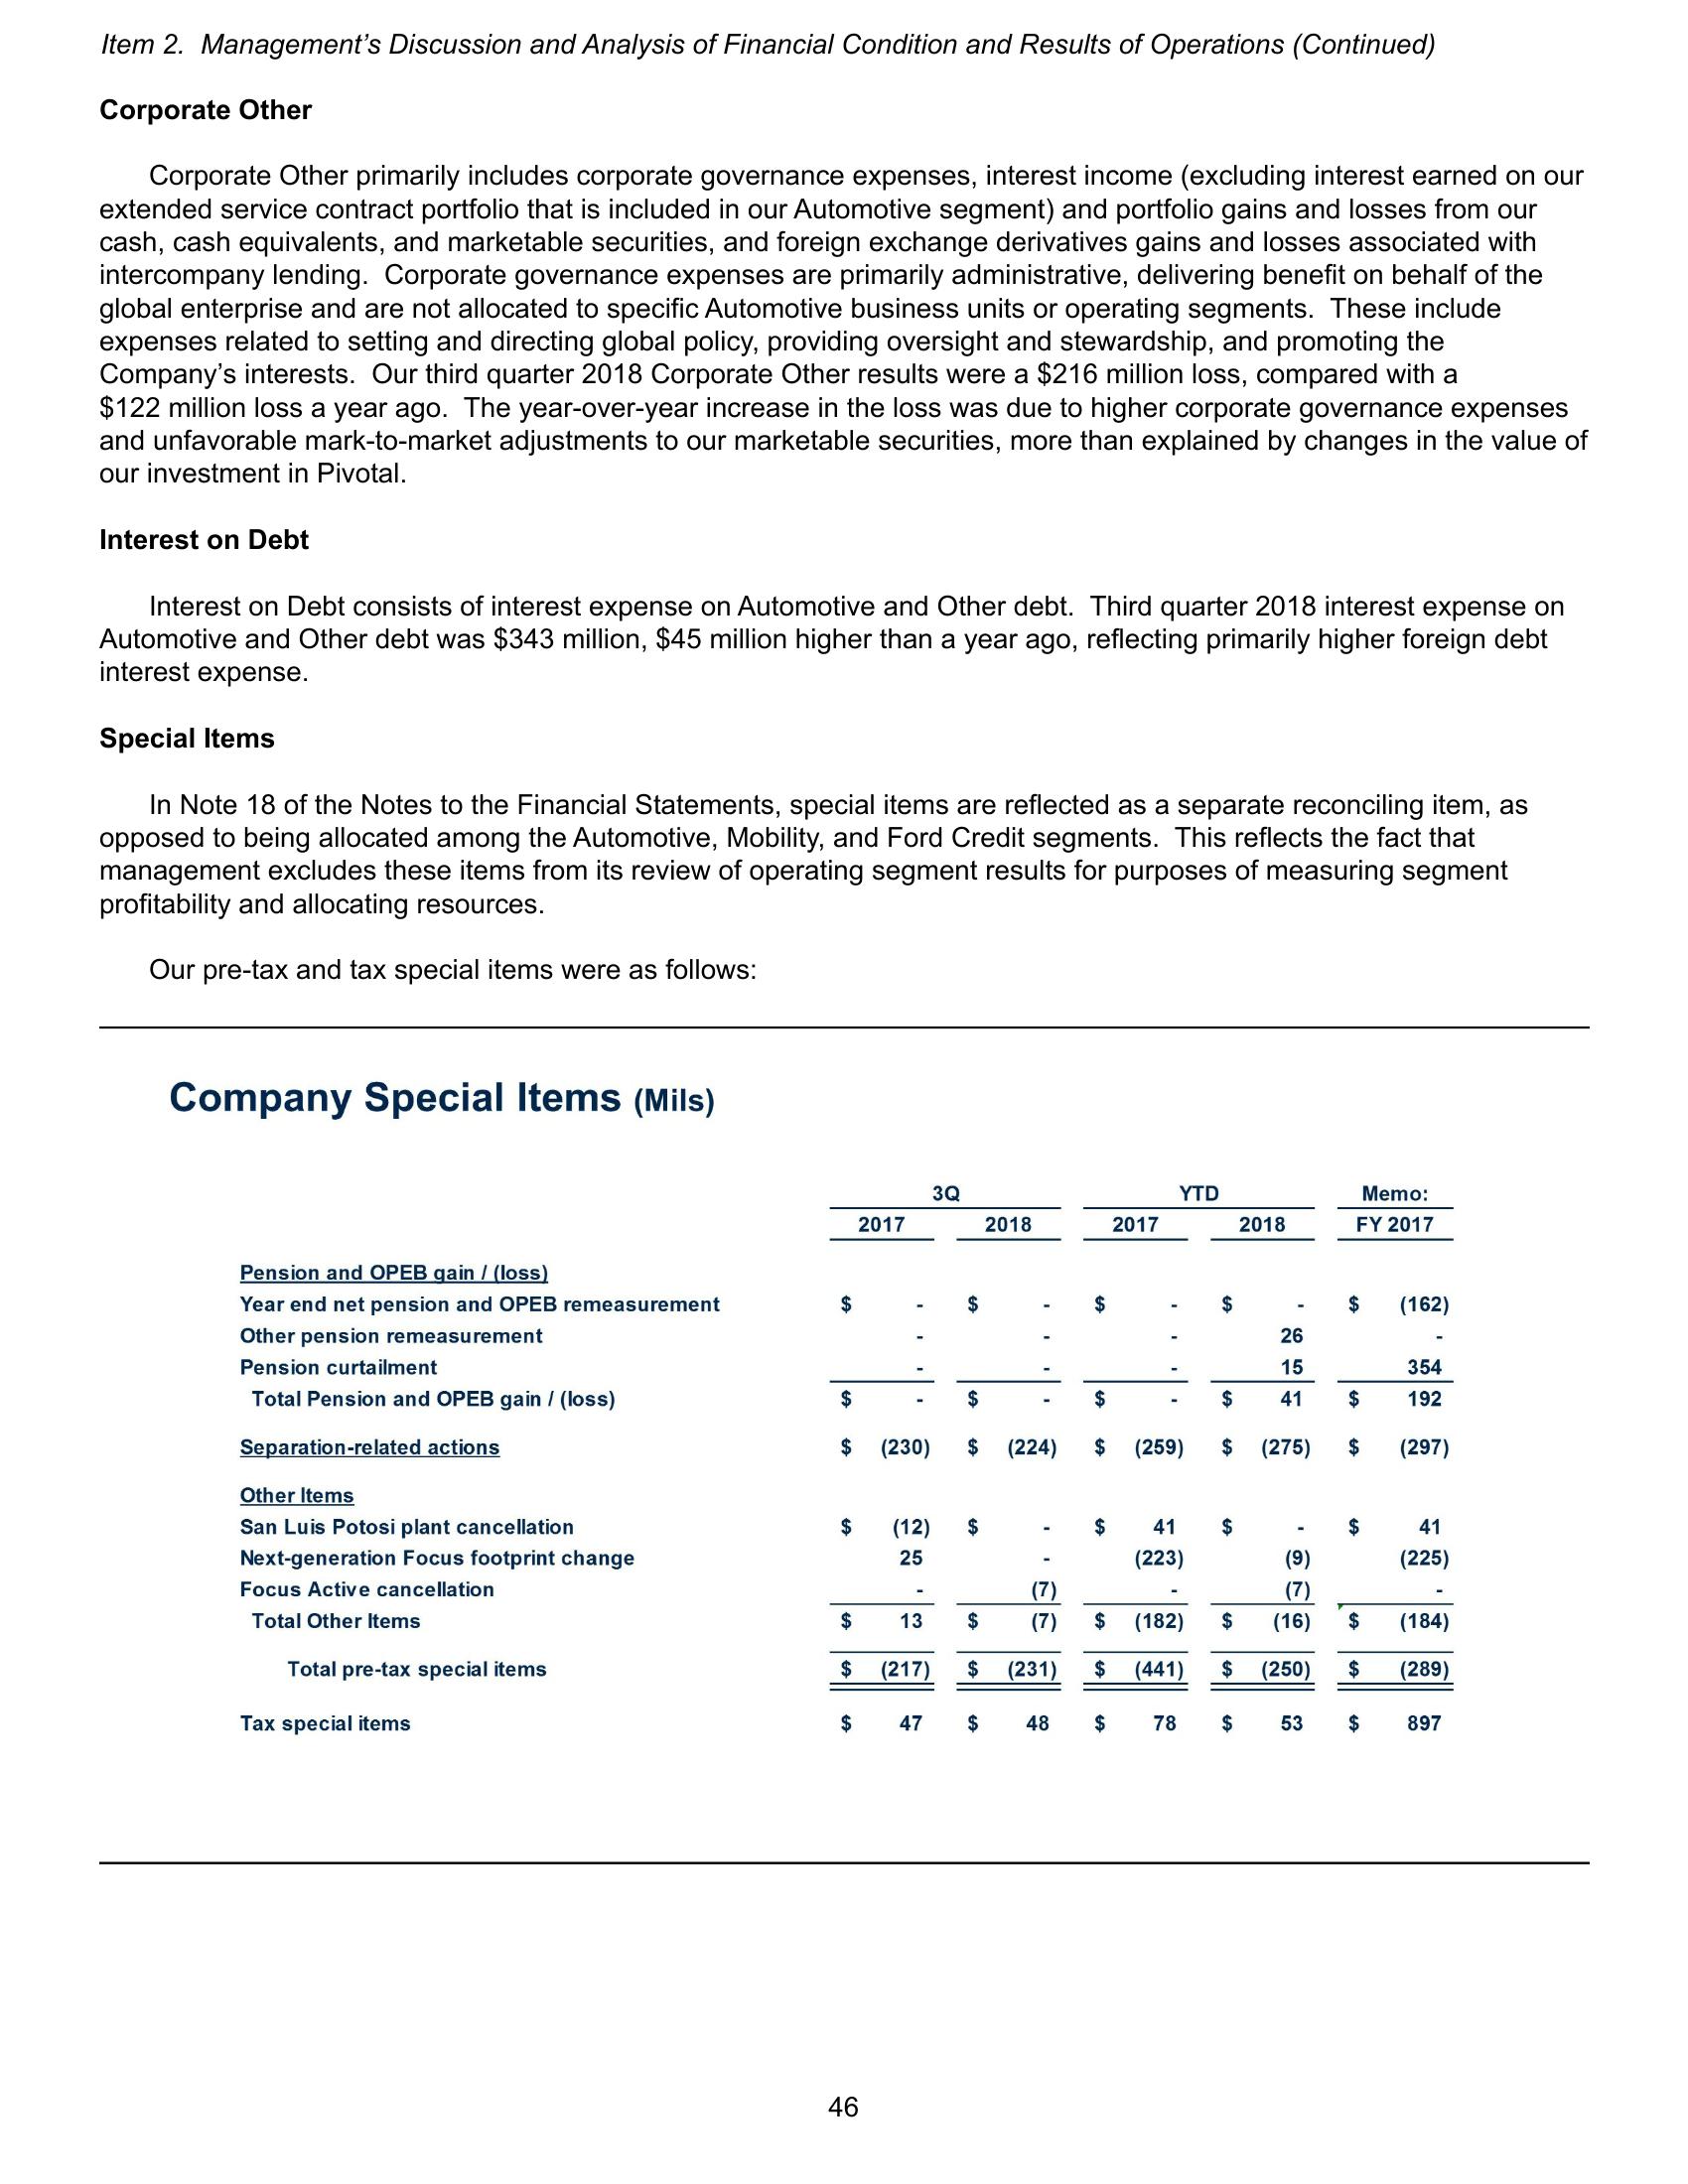 Item 2.  Management’s Discussion and Analysis of Financial Condition and Results of Operations (Continued)
Corporate Other
Corporate Other primarily includes corporate governance expenses, interest income (excluding interest earned on our
extended service contract portfolio that is included in our Automotive segment) and portfolio gains and losses from our
cash, cash equivalents, and marketable securities, and foreign exchange derivatives gains and losses associated with
intercompany lending.  Corporate governance expenses are primarily administrative, delivering benefit on behalf of the
global enterprise and are not allocated to specific Automotive business units or operating segments.  These include
expenses related to setting and directing global policy, providing oversight and stewardship, and promoting the
Company’s interests.  Our third quarter 2018 Corporate Other results were a $216 million loss, compared with a
$122 million loss a year ago.  The year-over-year increase in the loss was due to higher corporate governance expenses
and unfavorable mark-to-market adjustments to our marketable securities, more than explained by changes in the value of
our investment in Pivotal.
Interest on Debt
Interest on Debt consists of interest expense on Automotive and Other debt.  Third quarter 2018 interest expense on
Automotive and Other debt was $343 million, $45 million higher than a year ago, reflecting primarily higher foreign debt
interest expense.
Special Items
In Note 18 of the Notes to the Financial Statements, special items are reflected as a separate reconciling item, as
opposed to being allocated among the Automotive, Mobility, and Ford Credit segments.  This reflects the fact that
management excludes these items from its review of operating segment results for purposes of measuring segment
profitability and allocating resources.
Our pre-tax and tax special items were as follows:
Company Special Items (Mils)
3Q YTD Memo:
2017 2018 2017 2018 FY 2017
Pension and OPEB gain / (loss)
Year end net pension and OPEB remeasurement $ - $ - $ - $ - $ (162)
Other pension remeasurement - - - 26 -
Pension curtailment - - - 15 354
Total Pension and OPEB gain / (loss) $ - $ - $ - $ 41 $ 192
Separation-related actions $ (230) $ (224) $ (259) $ (275) $ (297)
Other Items
San Luis Potosi plant cancellation $ (12) $ - $ 41 $ - $ 41
Next-generation Focus footprint change 25 - (223) (9) (225)
Focus Active cancellation - (7) - (7) -
Total Other Items $ 13 $ (7) $ (182) $ (16) $ (184)
Total pre-tax special items $ (217) $ (231) $ (441) $ (250) $ (289)
Tax special items $ 47 $ 48 $ 78 $ 53 $ 897
46